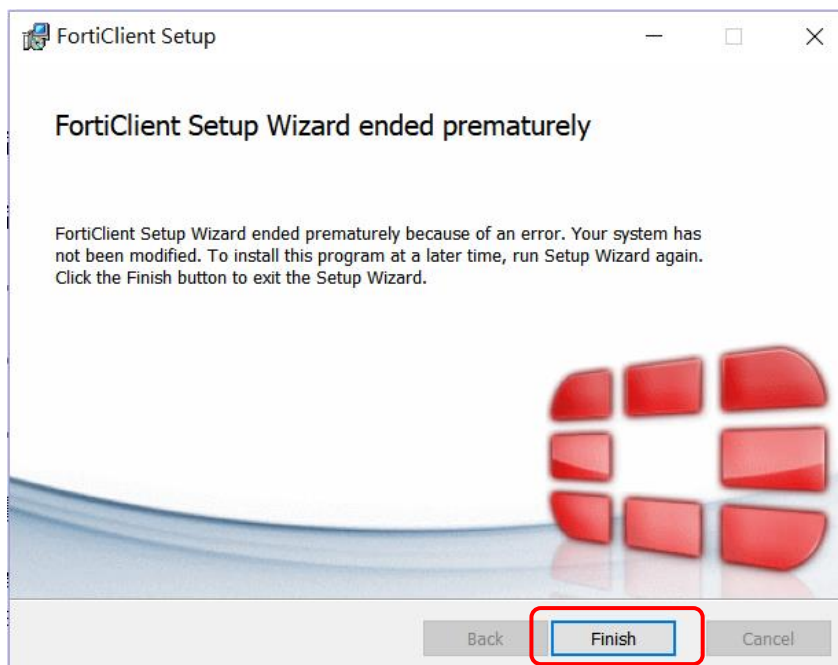 FortiClient Setup
FortiClient Setup Wizard ended prematurely
FortiClient Setup Wizard ended prematurely because of an error. Your system has
not been modified. To install this program at a later time, run Setup Wizard again.
Click the Finish button to exit the Setup Wizard.
Back
Finish
Cancel